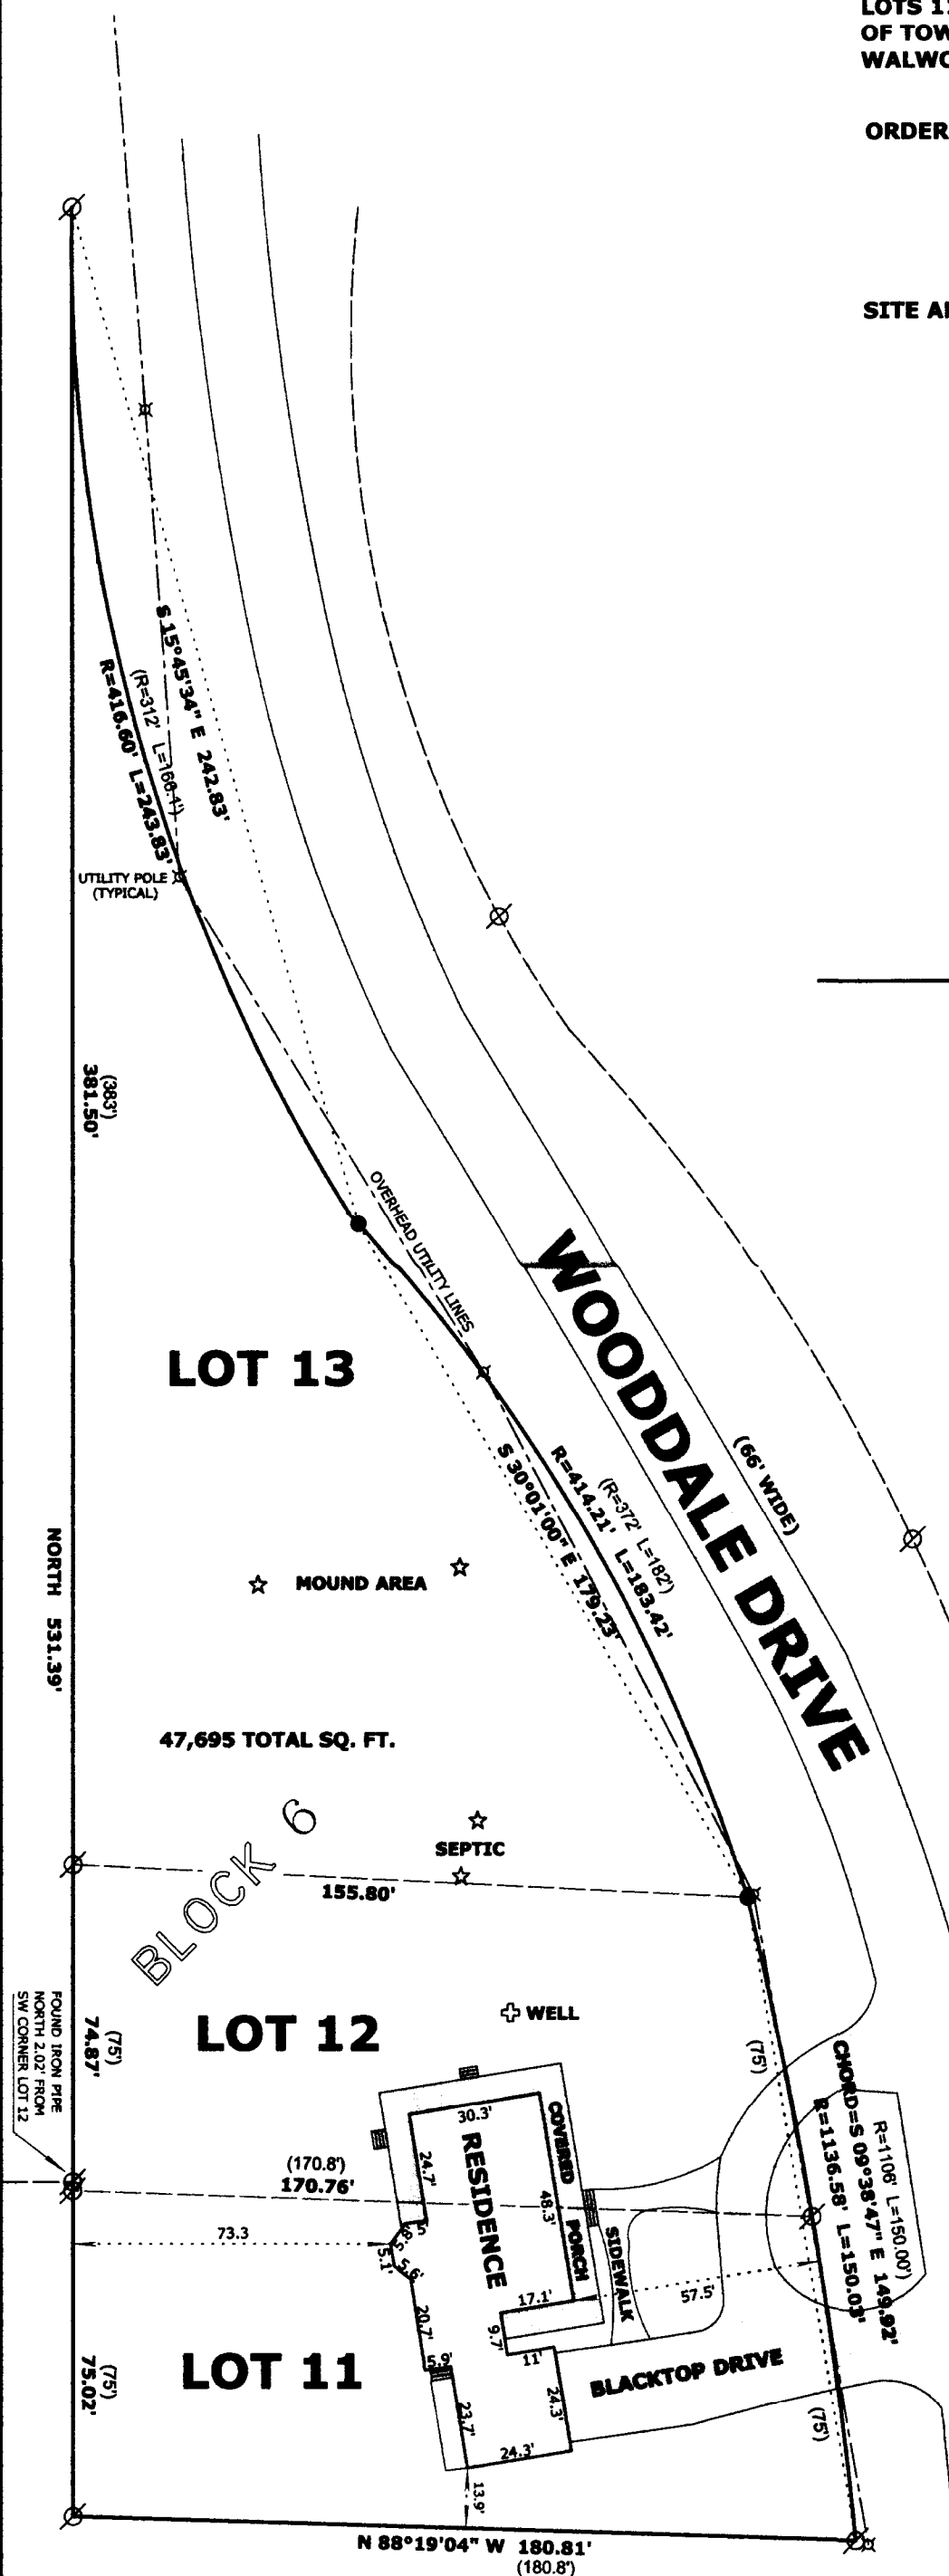 LOTS 11
OF TOW
WALWO
ORDER
SITE A
S 15°45'34" E 242.83'
(R=312' L=166.1')
R=416.60' L=243.83'
UTILITY POLE
(TYPICAL)
(383')
381.50'
OVERHEAD UTILITY LINES
WOODDALE DRIVE
(66' WIDE)
LOT 13
(R=372' L=182')
R=414.21' L=183.42'
S 30°01'00" E 179.23'
NORTH 531.39'
MOUND AREA
47,695 TOTAL SQ. FT.
BLOCK 6
SEPTIC
155.80'
FOUND IRON PIPE
NORTH 2.02' FROM
SW CORNER LOT 12
(75')
74.87'
LOT 12
WELL
(75')
R=1106' L=150.00')
CHORD=S 09°38'47" E 149.92'
R=1136.58' L=150.03'
30.3'
COVERED PORCH
RESIDENCE
24.7'
48.3'
(170.8')
170.76'
SIDEWALK
73.3
5'
5.1'
5.6'
57.5'
17.1'
20.7'
9.7'
11'
5.9'
LOT 11
BLACKTOP DRIVE
(75')
75.02'
23.7'
24.3'
24.3'
(75')
13.9'
N 88°19'04" W 180.81'
(180.8')